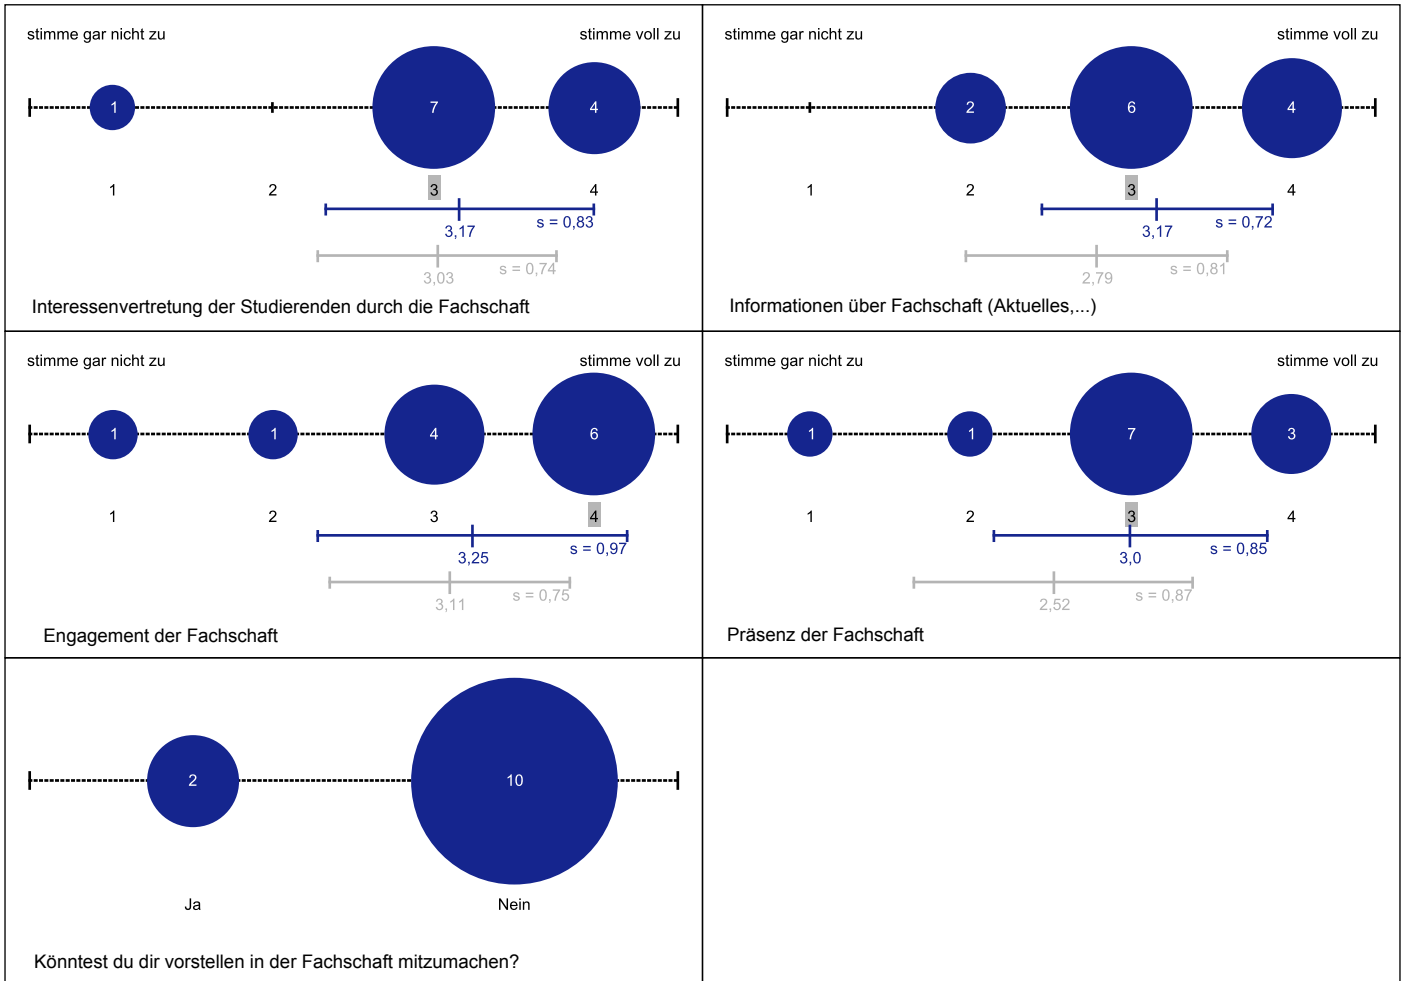 stimme gar nicht zu stimme voll zu
1 7 4
1 2 3 4
s = 0,83
3,17
s = 0,74
3,03
Interessenvertretung der Studierenden durch die Fachschaft
stimme gar nicht zu stimme voll zu
2 6 4
1 2 3 4
s = 0,72
3,17
s = 0,81
2,79
Informationen über Fachschaft (Aktuelles,...)
stimme gar nicht zu stimme voll zu
1 1 4 6
1 2 3 4
s = 0,97
3,25
s = 0,75
3,11
Engagement der Fachschaft
stimme gar nicht zu stimme voll zu
1 1 7 3
1 2 3 4
s = 0,85
3,0
s = 0,87
2,52
Präsenz der Fachschaft
2 10
Ja Nein
Könntest du dir vorstellen in der Fachschaft mitzumachen?